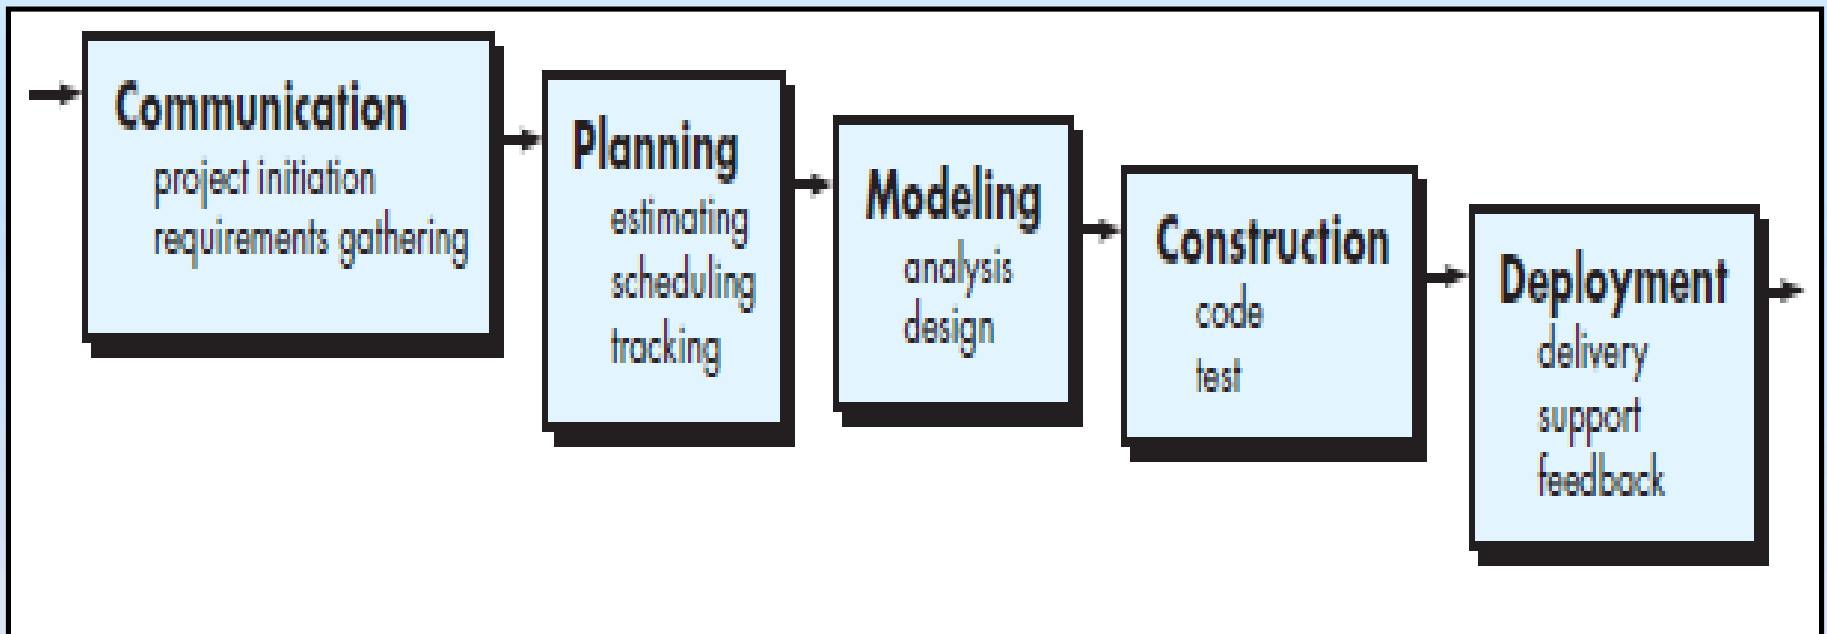 Communication
project initiation
requirements gathering
Planning
estimating
scheduling
tracking
Modeling
analysis
design
Construction
code
test
Deployment
delivery
support
feedback